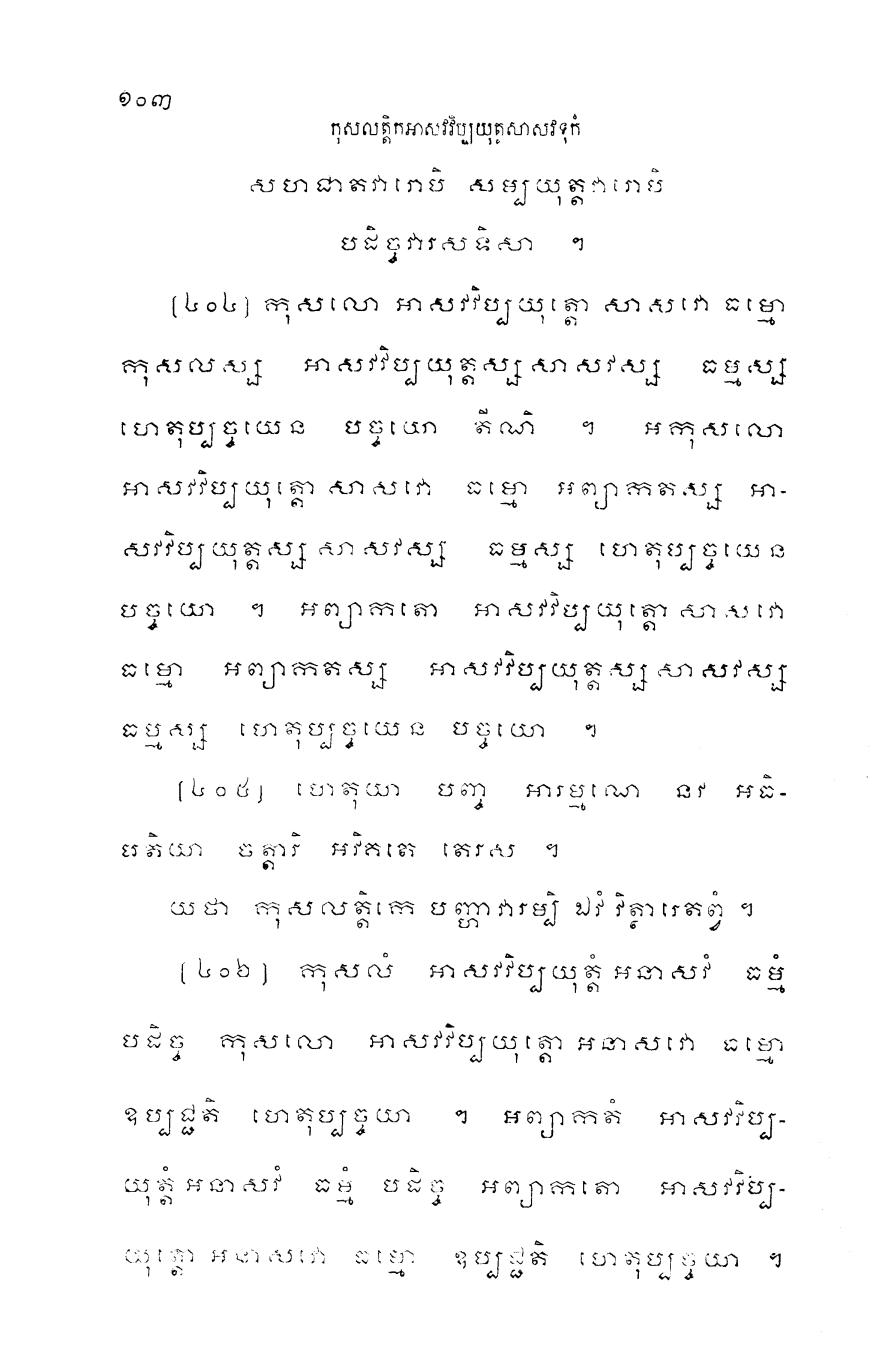 ១០៣
កុសលត្តិកអាសវវិប្បយុត្តសាសវទុកំ
សហជាតវារោបិ សម្បយុត្តវារោបិ
បដិច្ចវារសទិសា ។
(៤០៤) កុសលោ អាសវវិប្បយុត្តោ សាសវោ ធម្មោ
កុសលស្ស អាសវវិប្បយុត្តស្ស សាសវស្ស ធម្មស្ស
ហេតុប្បច្ចយេន បច្ចយោ តីណិ ។ អកុសលោ
អាសវវិប្បយុត្តោ សាសវោ ធម្មោ អព្យាកតស្ស អា-
សវវិប្បយុត្តស្ស សាសវស្ស ធម្មស្ស ហេតុប្បច្ចយេន
បច្ចយោ ។ អព្យាកតោ អាសវវិប្បយុត្តោ សាសវោ
ធម្មោ អព្យាកតស្ស អាសវវិប្បយុត្តស្ស សាសវស្ស
ធម្មស្ស ហេតុប្បច្ចយេន បច្ចយោ ។
(៤០៥) ហេតុយា បញ្ច អារម្មណេ នវ អធិ-
បតិយា ចត្តារិ អវិគតេ តេរស ។
យថា កុសលត្តិកេ បញ្ហាវារម្បិ ឯវំ វិត្ថារេតព្វំ ។
(៤០៦) កុសលំ អាសវវិប្បយុត្តំ អនាសវំ ធម្មំ
បដិច្ច កុសលោ អាសវវិប្បយុត្តោ អនាសវោ ធម្មោ
ឧប្បជ្ជតិ ហេតុប្បច្ចយា ។ អព្យាកតំ អាសវវិប្ប-
យុត្តំ អនាសវំ ធម្មំ បដិច្ច អព្យាកតោ អាសវវិប្ប-
យុត្តោ អនាសវោ ធម្មោ ឧប្បជ្ជតិ ហេតុប្បច្ចយា ។